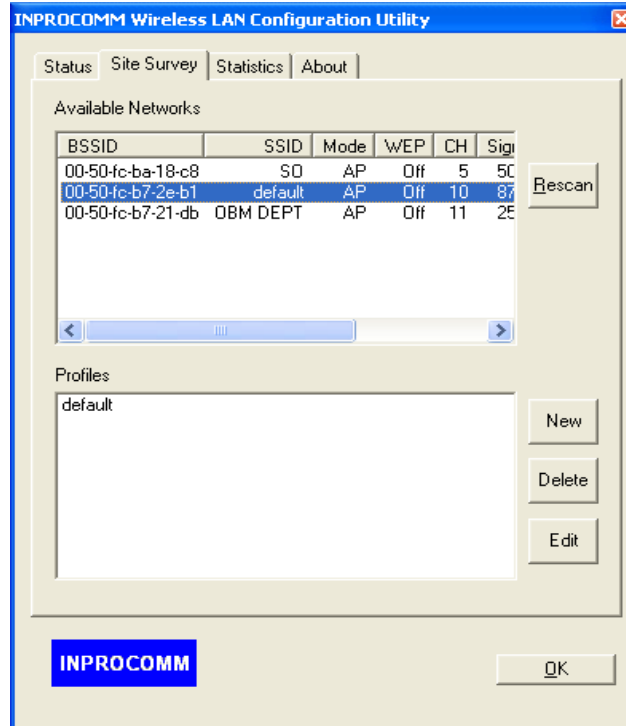 INPROCOMM Wireless LAN Configuration Utility
Status Site Survey Statistics About
Available Networks
BSSID SSID Mode WEP CH
00-50-fc-ba-18-c8 SO AP Off 5 50
00-50-fc-b7-2e-b1 default AP Off 10 87
00-50-fc-b7-21-db OBM DEPT AP Off 11 25
Rescan
Profiles
default
New
Delete
Edit
INPROCOMM
OK